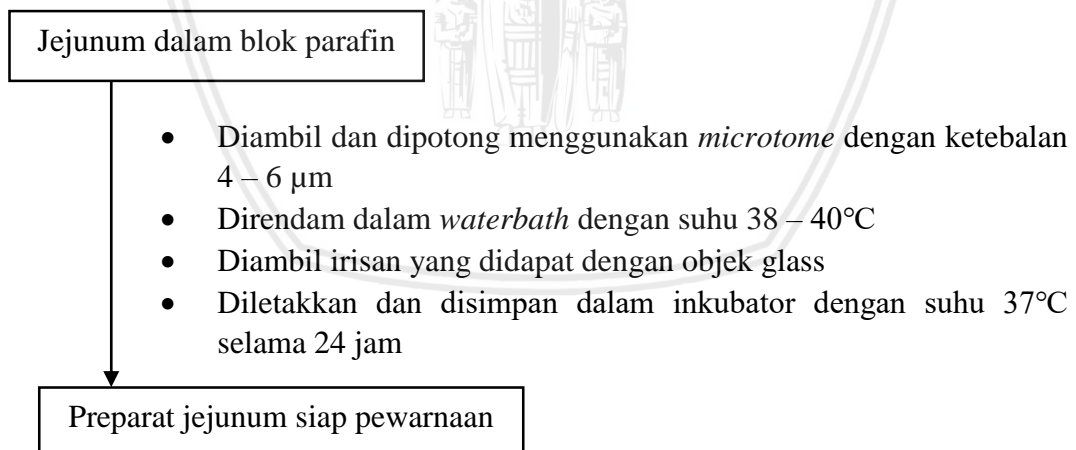 Jejunum dalam blok parafin
• Diambil dan dipotong menggunakan microtome dengan ketebalan
4 – 6 µm
• Direndam dalam waterbath dengan suhu 38 – 40°C
• Diambil irisan yang didapat dengan objek glass
• Diletakkan dan disimpan dalam inkubator dengan suhu 37°C
selama 24 jam
Preparat jejunum siap pewarnaan